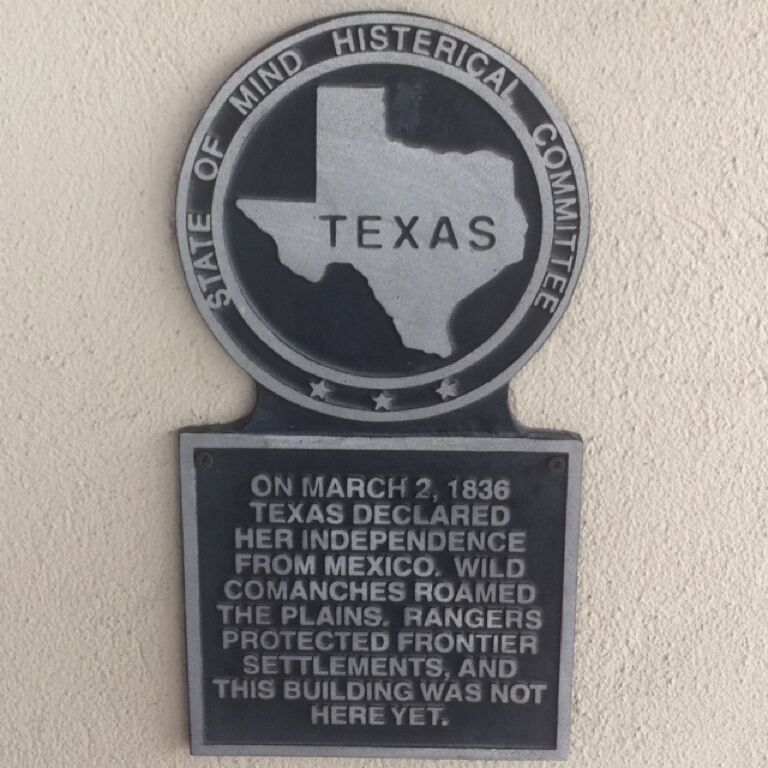 STATE OF MIND HISTERICAL COMMITTEE
TEXAS
ON MARCH 2, 1836
TEXAS DECLARED
HER INDEPENDENCE
FROM MEXICO. WILD
COMANCHES ROAMED
THE PLAINS. RANGERS
PROTECTED FRONTIER
SETTLEMENTS, AND
THIS BUILDING WAS NOT
HERE YET.